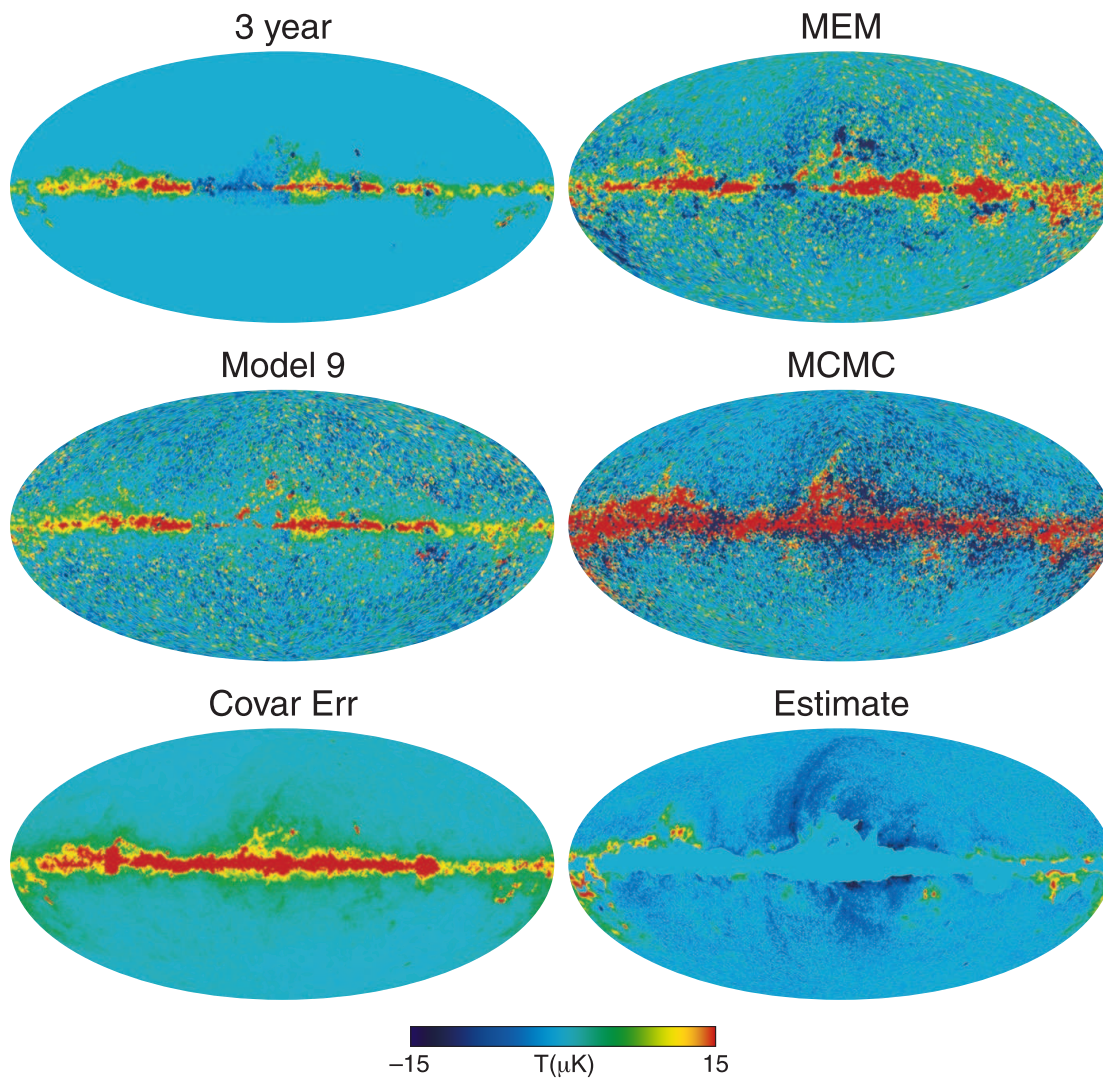 3 year
MEM
Model 9
MCMC
Covar Err
Estimate
−15 T(μK) 15